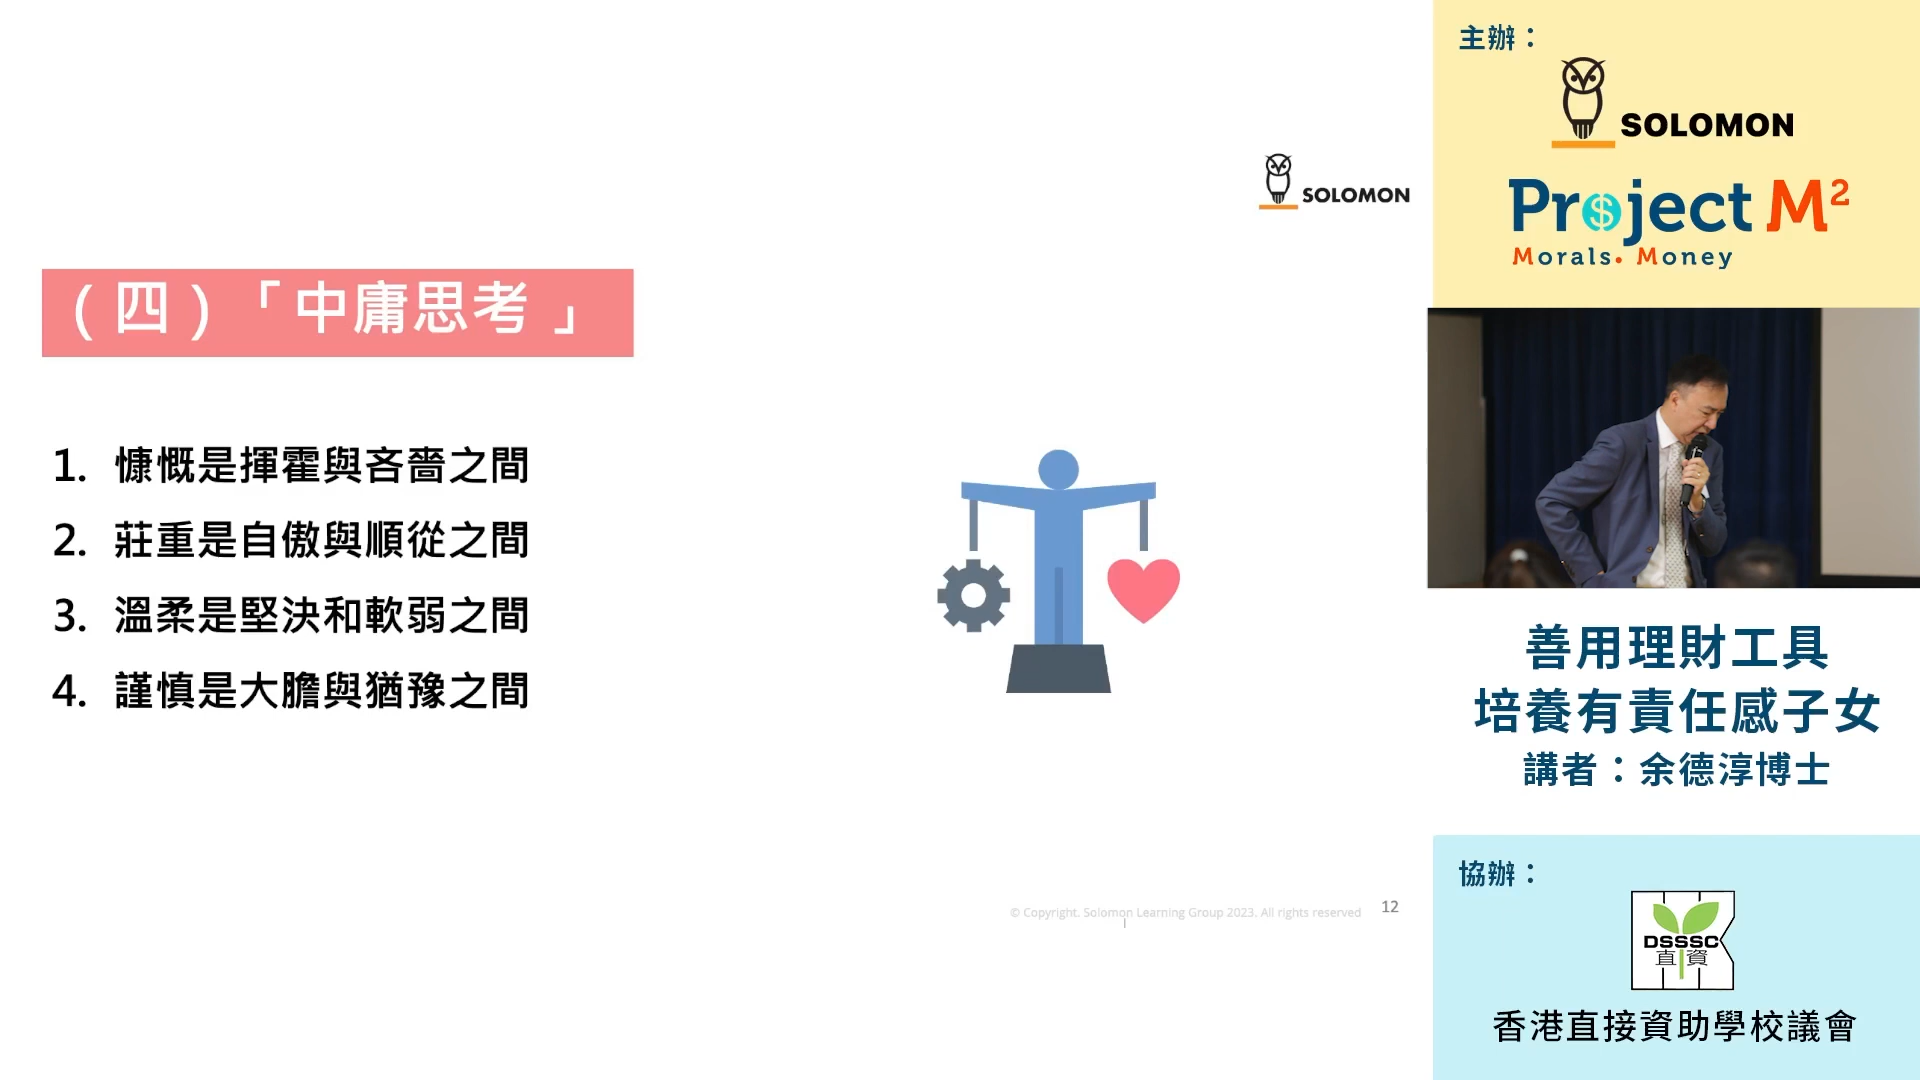 SOLOMON
（四）「中庸思考 」
1. 慷慨是揮霍與吝嗇之間
2. 莊重是自傲與順從之間
3. 溫柔是堅決和軟弱之間
4. 謹慎是大膽與猶豫之間
© Copyright. Solomon Learning Group 2023. All rights reserved
12
主辦：
SOLOMON
Project M²
Morals. Money
善用理財工具
培養有責任感子女
講者：余德淳博士
協辦：
DSSSC
直資
香港直接資助學校議會